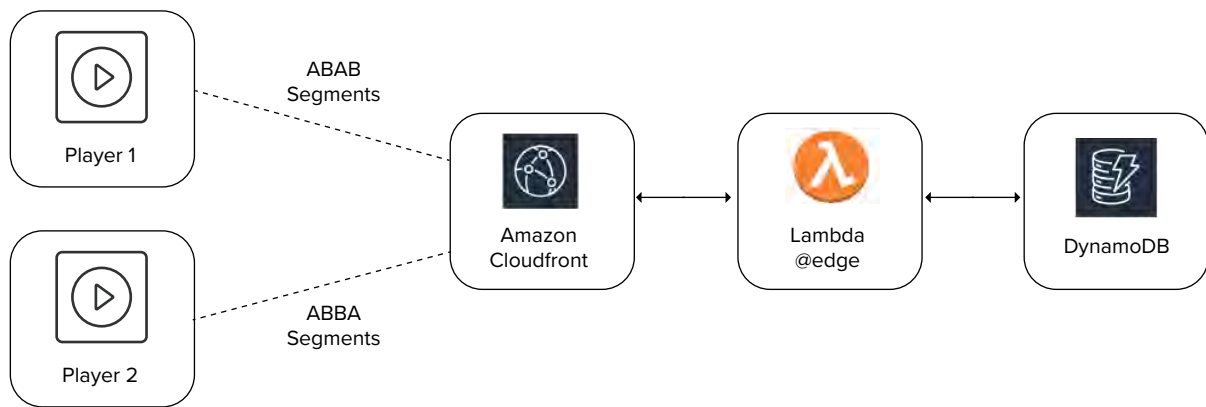 Player 1
ABAB
Segments
Player 2
ABBA
Segments
Amazon
Cloudfront
λ
Lambda
@edge
DynamoDB